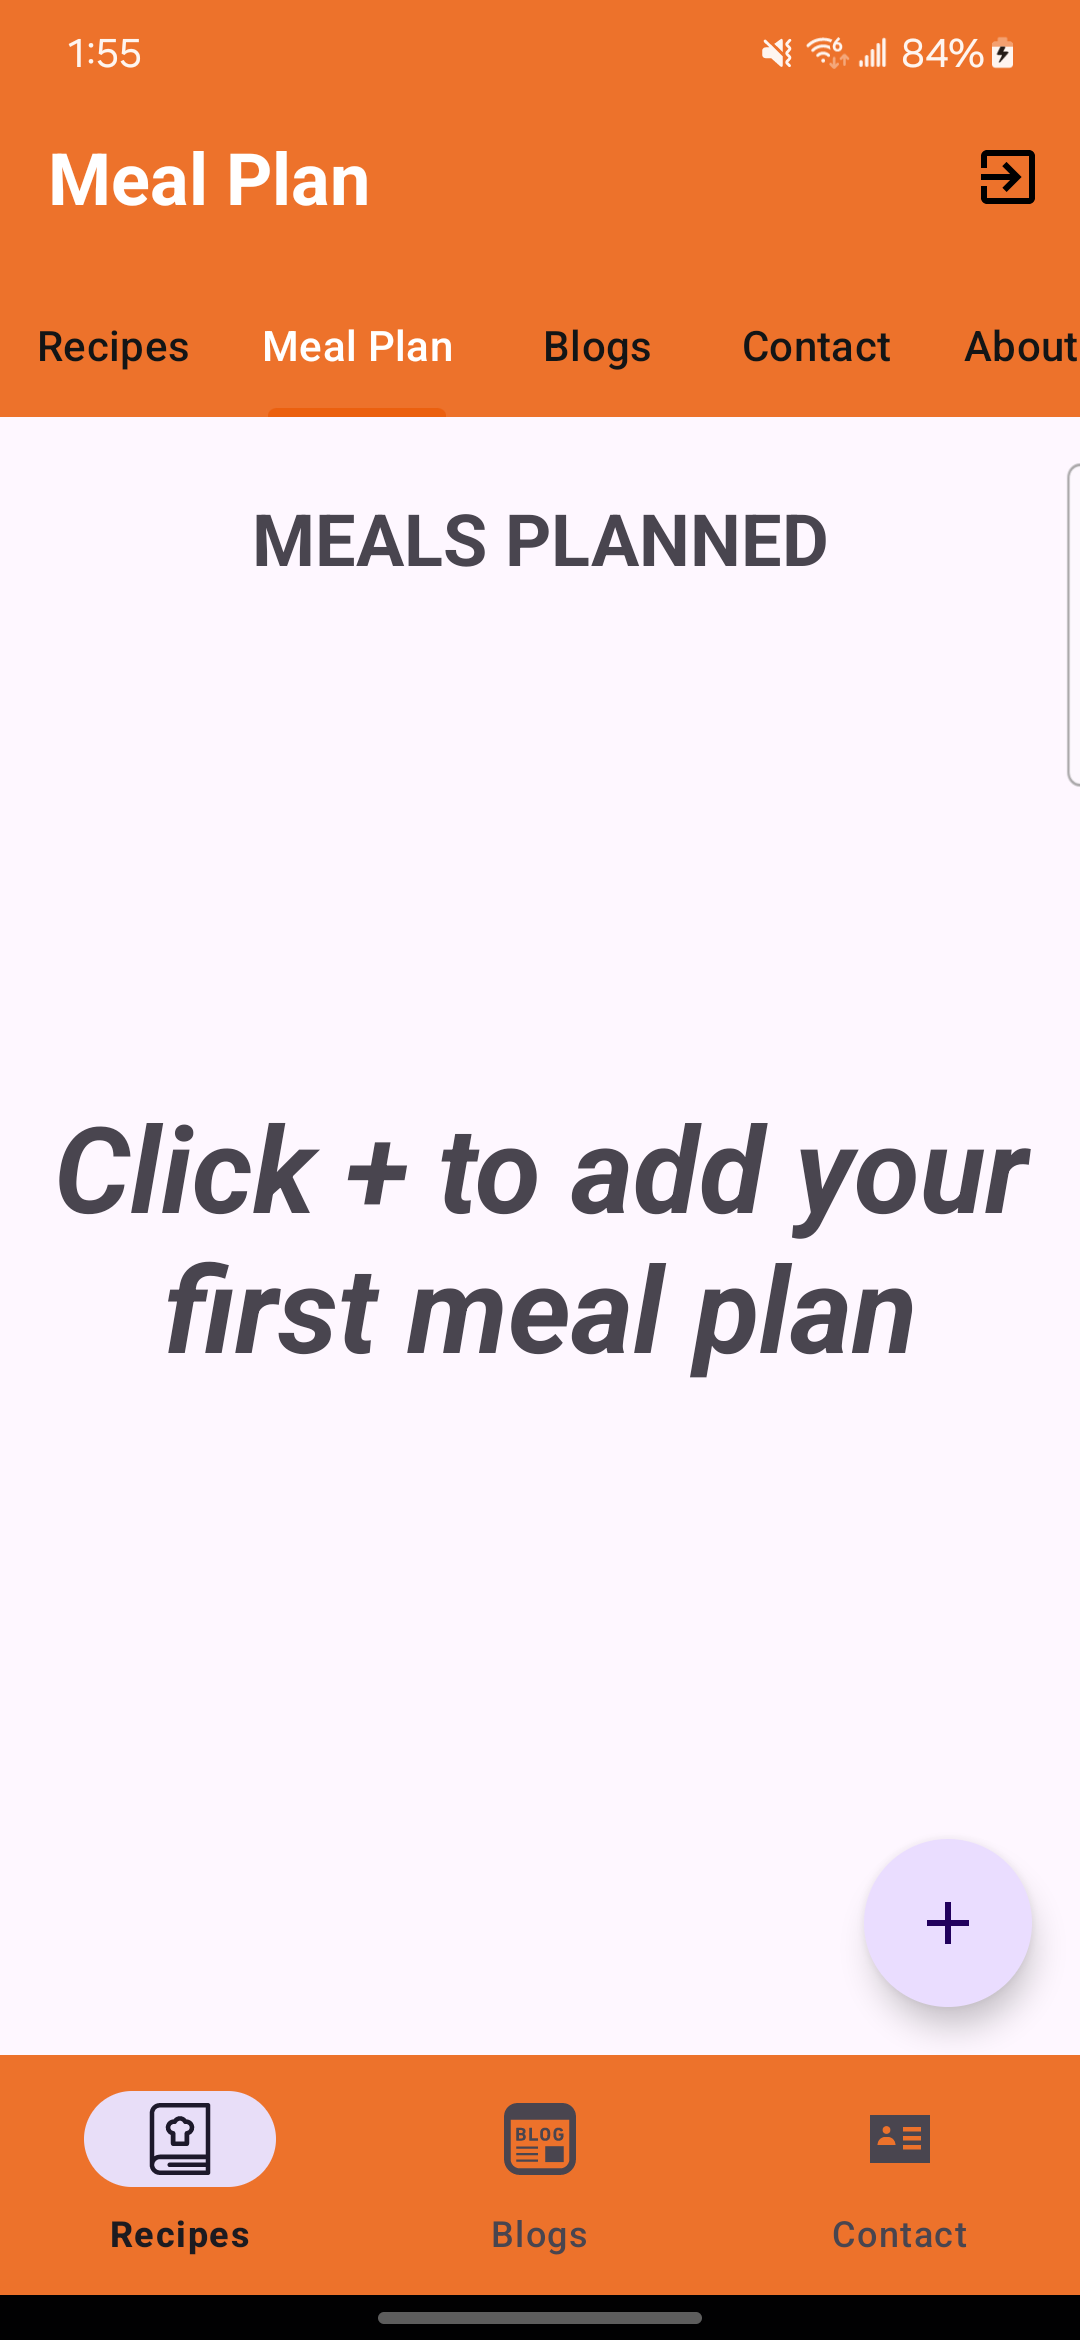 1:55
84%
Meal Plan
Recipes Meal Plan Blogs Contact About
MEALS PLANNED
Click + to add your
first meal plan
BLOG
Recipes Blogs Contact